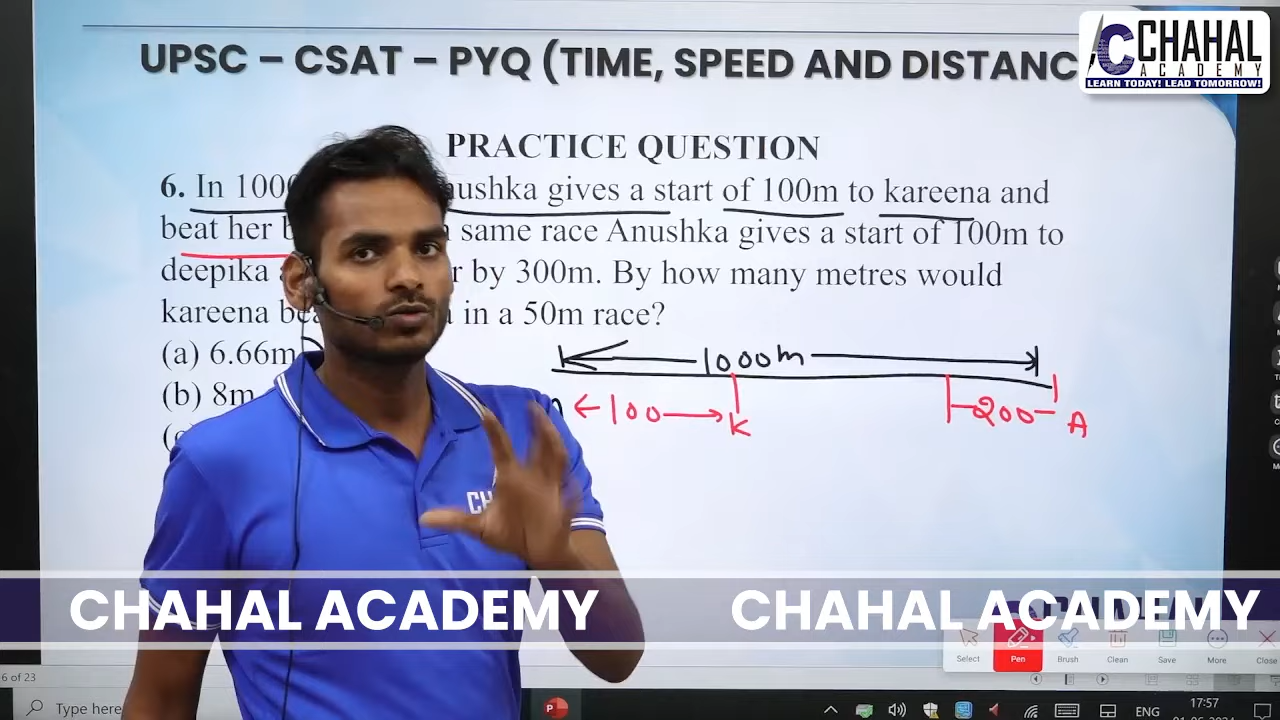 UPSC – CSAT – PYQ (TIME, SPEED AND DISTANC
CHAHAL
ACADEMY
LEARN TODAY! LEAD TOMORROW!
PRACTICE QUESTION
6. In gives a start of 100m to kareena and
beat her same race Anushka gives a start of 100m to
deepika by 300m. By how many metres would
kareena in a 50m race?
(a) 6.66m
(b) 8m
1000m
100
K
200
A
CHAHAL ACADEMY CHAHAL ACADEMY
Select Pen Brush Clean Save More Close
6 of 23
Type here
ENG
17:57